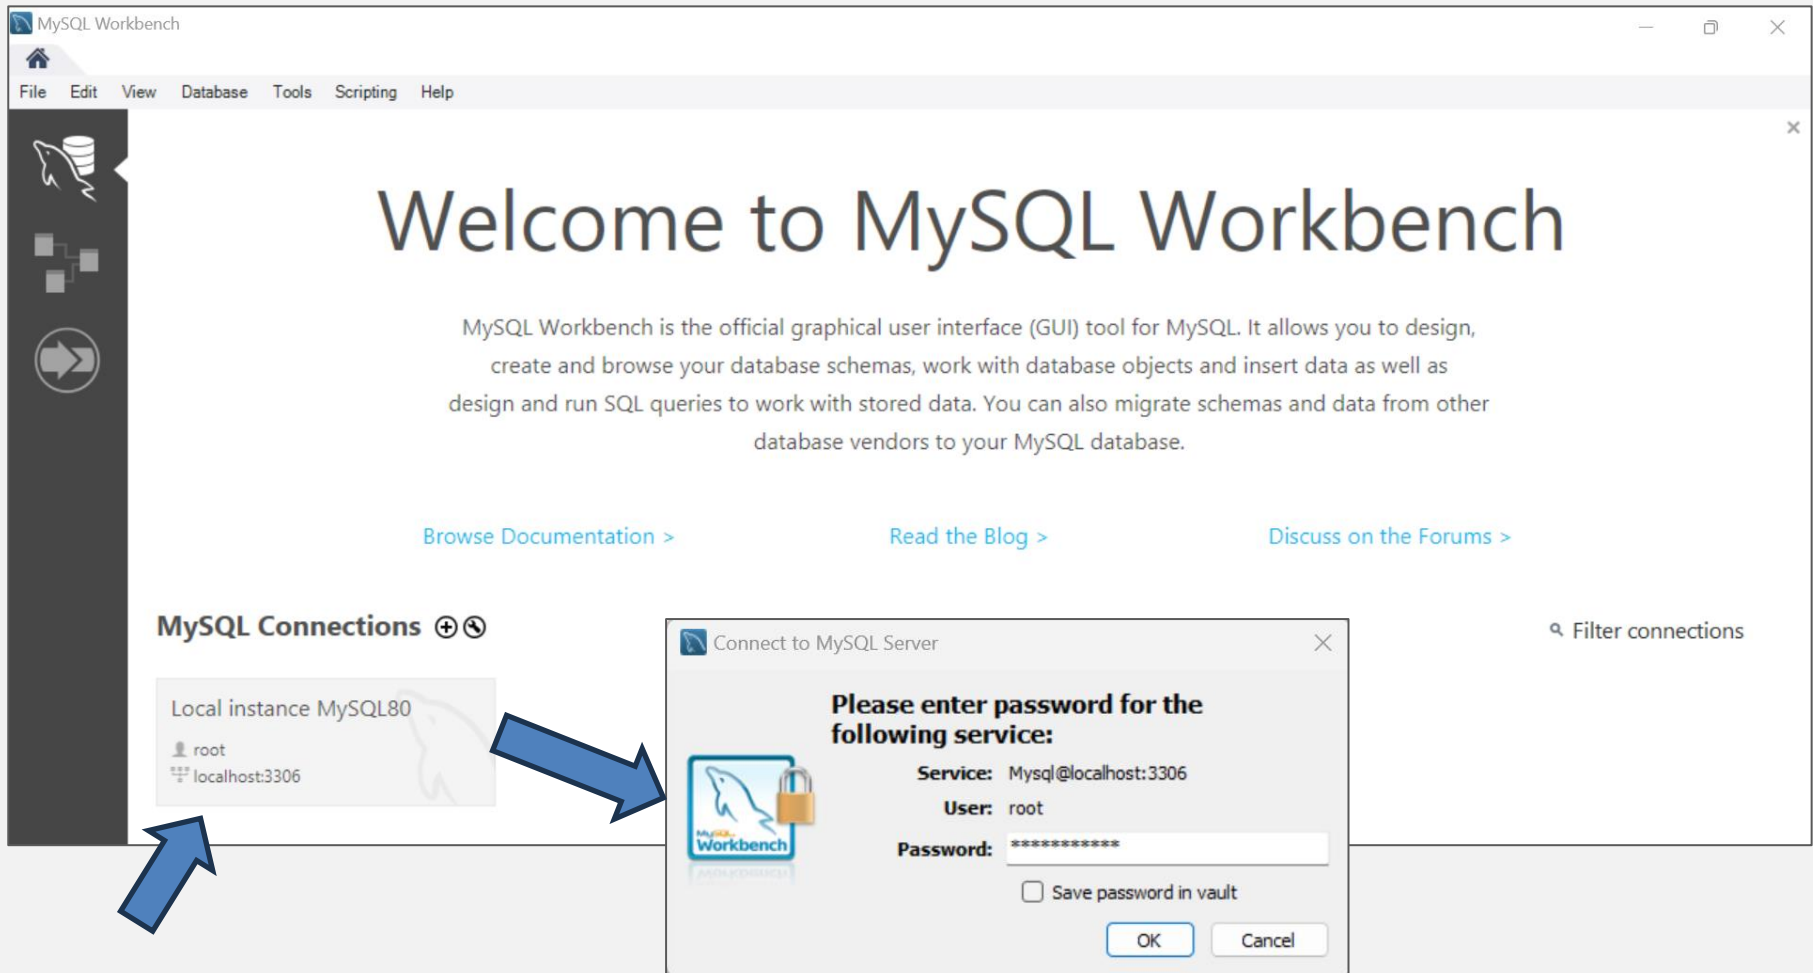 MySQL Workbench
File Edit View Database Tools Scripting Help
Welcome to MySQL Workbench
MySQL Workbench is the official graphical user interface (GUI) tool for MySQL. It allows you to design,
create and browse your database schemas, work with database objects and insert data as well as
design and run SQL queries to work with stored data. You can also migrate schemas and data from other
database vendors to your MySQL database.
Browse Documentation > Read the Blog > Discuss on the Forums >
MySQL Connections
Filter connections
Local instance MySQL80
root
localhost:3306
Connect to MySQL Server
Please enter password for the
following service:
Service: Mysql@localhost:3306
User: root
Password: ***********
MySQL
Workbench
Save password in vault
OK Cancel